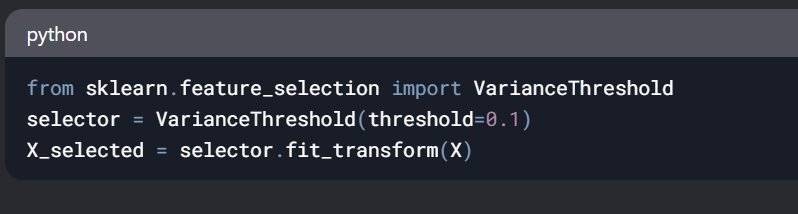 python
from sklearn.feature_selection import VarianceThreshold
selector = VarianceThreshold(threshold=0.1)
X_selected = selector.fit_transform(X)